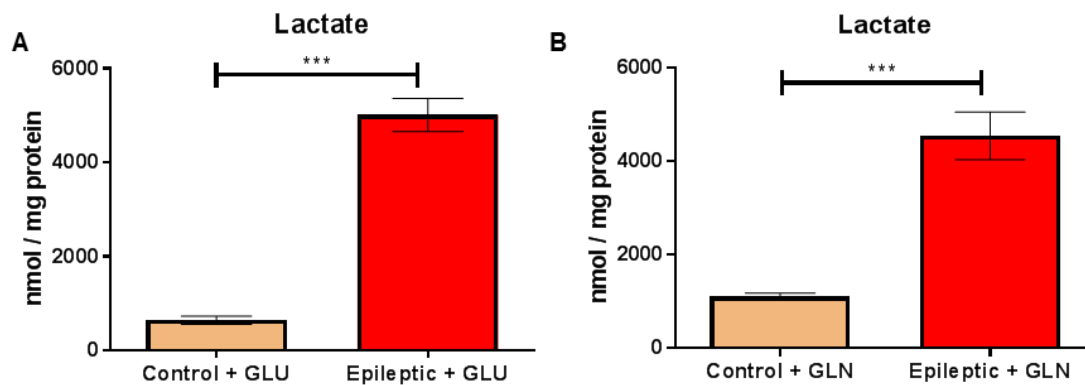 A
Lactate
***
nmol / mg protein
6000
4000
2000
0
Control + GLU
Epileptic + GLU
B
Lactate
***
nmol / mg protein
6000
4000
2000
0
Control + GLN
Epileptic + GLN